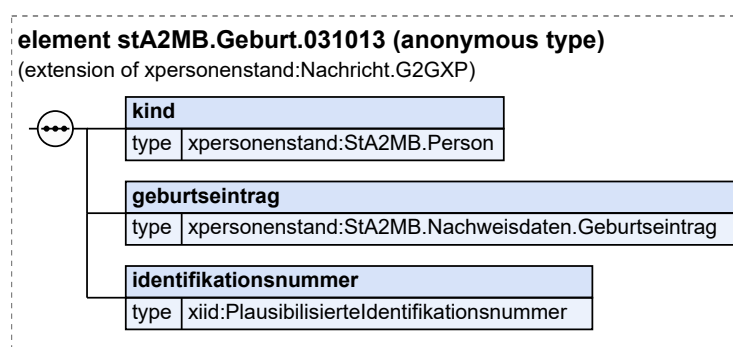 element stA2MB.Geburt.031013 (anonymous type)
(extension of xpersonenstand:Nachricht.G2GXP)
kind
type xpersonenstand:StA2MB.Person
geburtseintrag
type xpersonenstand:StA2MB.Nachweisdaten.Geburtseintrag
identifikationsnummer
type xiid:PlausibilisierteIdentifikationsnummer